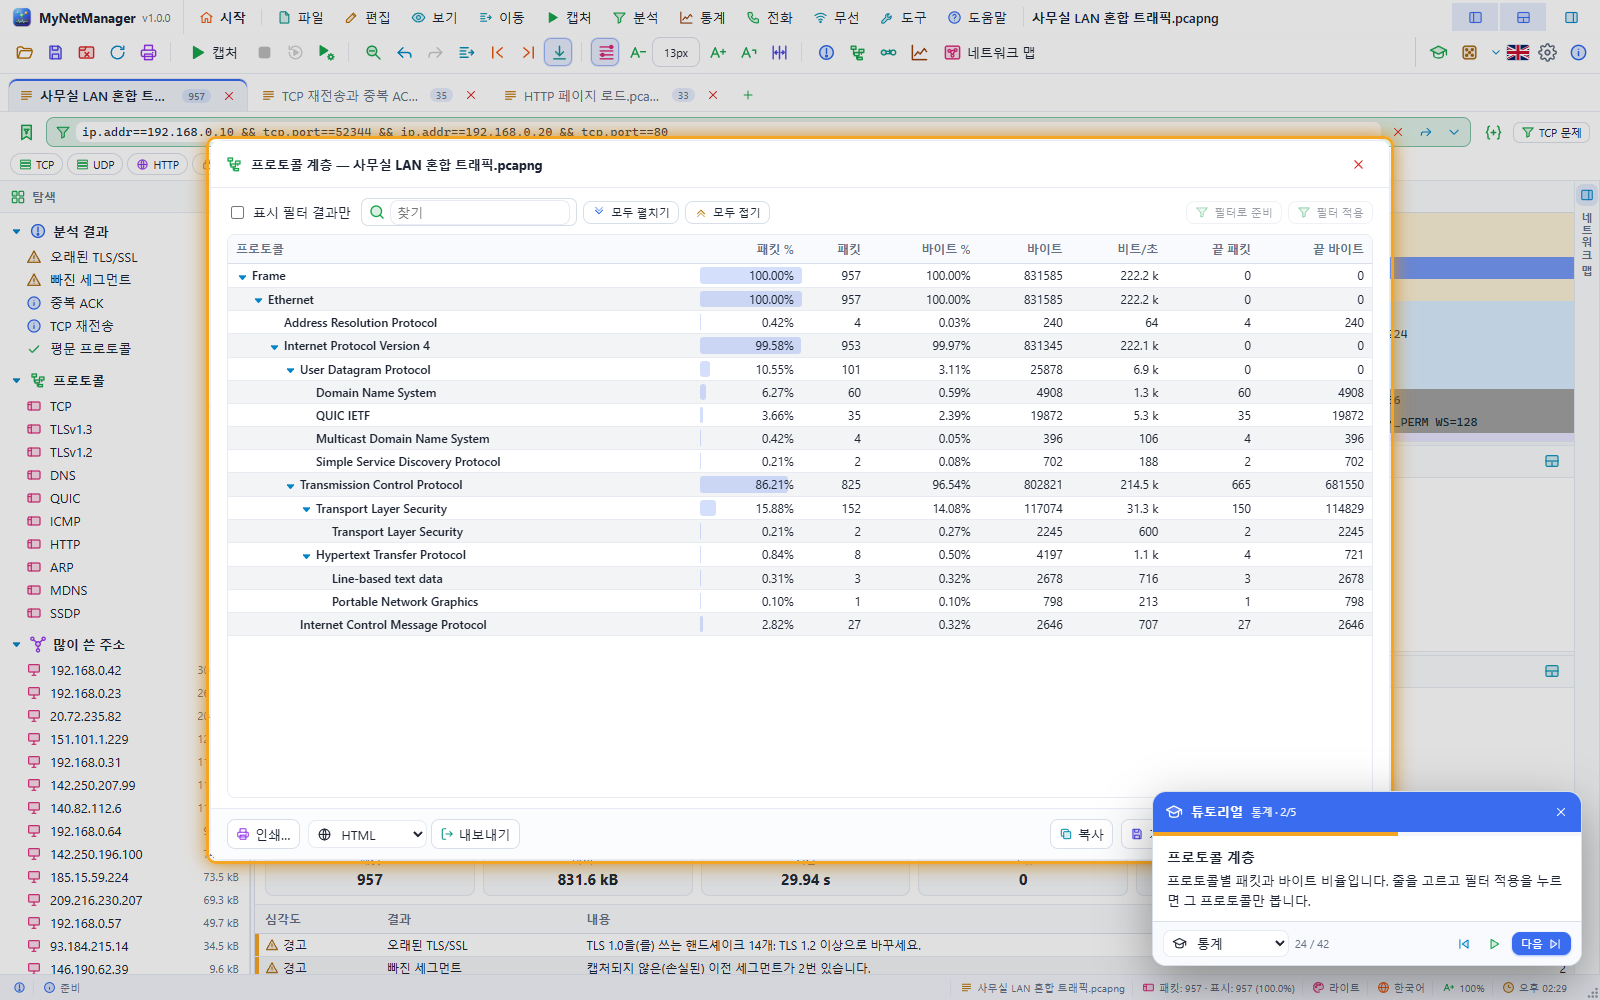 MyNetManager v1.0.0 시작 파일 편집 보기 이동 캡처 분석 통계 전화 무선 도구 도움말 사무실 LAN 혼합 트래픽.pcapng
캡처 A− 13px A+ 네트워크 맵
사무실 LAN 혼합 트... 957 TCP 재전송과 중복 AC... 35 HTTP 페이지 로드.pca... 33
ip.addr==192.168.0.10 && tcp.port==52344 && ip.addr==192.168.0.20 && tcp.port==80 TCP 문제
TCP UDP HTTP
프로토콜 계층 — 사무실 LAN 혼합 트래픽.pcapng
탐색
표시 필터 결과만 찾기 모두 펼치기 모두 접기 필터로 준비 필터 적용
네트워크 맵
분석 결과
오래된 TLS/SSL
빠진 세그먼트
중복 ACK
TCP 재전송
평문 프로토콜
프로토콜
TCP
TLSv1.3
TLSv1.2
DNS
QUIC
ICMP
HTTP
ARP
MDNS
SSDP
많이 쓴 주소
192.168.0.42
192.168.0.23
20.72.235.82
151.101.1.229
192.168.0.31
142.250.207.99
140.82.112.6
192.168.0.64
142.250.196.100
185.15.59.224 73.5 kB
209.216.230.207 69.3 kB
192.168.0.57 49.7 kB
93.184.215.14 34.5 kB
146.190.62.39 9.6 kB
프로토콜 패킷 % 패킷 바이트 % 바이트 비트/초 끝 패킷 끝 바이트
Frame 100.00% 957 100.00% 831585 222.2 k 0 0
Ethernet 100.00% 957 100.00% 831585 222.2 k 0 0
Address Resolution Protocol 0.42% 4 0.03% 240 64 4 240
Internet Protocol Version 4 99.58% 953 99.97% 831345 222.1 k 0 0
User Datagram Protocol 10.55% 101 3.11% 25878 6.9 k 0 0
Domain Name System 6.27% 60 0.59% 4908 1.3 k 60 4908
QUIC IETF 3.66% 35 2.39% 19872 5.3 k 35 19872
Multicast Domain Name System 0.42% 4 0.05% 396 106 4 396
Simple Service Discovery Protocol 0.21% 2 0.08% 702 188 2 702
Transmission Control Protocol 86.21% 825 96.54% 802821 214.5 k 665 681550
Transport Layer Security 15.88% 152 14.08% 117074 31.3 k 150 114829
Transport Layer Security 0.21% 2 0.27% 2245 600 2 2245
Hypertext Transfer Protocol 0.84% 8 0.50% 4197 1.1 k 4 721
Line-based text data 0.31% 3 0.32% 2678 716 3 2678
Portable Network Graphics 0.10% 1 0.10% 798 213 1 798
Internet Control Message Protocol 2.82% 27 0.32% 2646 707 27 2646
_PERM WS=128
인쇄... HTML 내보내기 복사
957 831.6 kB 29.94 s 0
심각도 결과 내용
경고 오래된 TLS/SSL TLS 1.0을(를) 쓰는 핸드셰이크 14개: TLS 1.2 이상으로 바꾸세요.
경고 빠진 세그먼트 캡처되지 않은(손실된) 이전 세그먼트가 2번 있습니다. 2
튜토리얼 통계 · 2/5
프로토콜 계층
프로토콜별 패킷과 바이트 비율입니다. 줄을 고르고 필터 적용을 누르
면 그 프로토콜만 봅니다.
통계 24 / 42 다음
준비 사무실 LAN 혼합 트래픽.pcapng 패킷: 957 · 표시: 957 (100.0%) 라이트 한국어 100% 오후 02:29